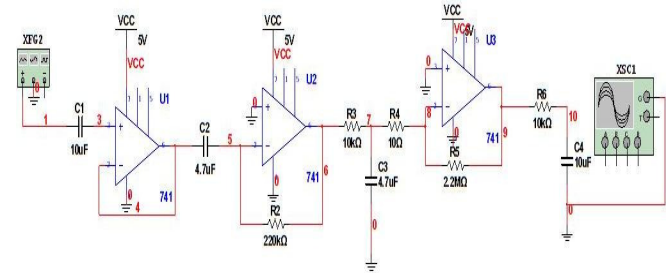 VCC
5V
VCC
XFG2
U1
C1
10uF
1
3
741
0
4
VCC
5V
VCC
U2
C2
4.7uF
5
0
741
0
6
R2
220kΩ
R3
10kΩ
7
R4
10Ω
C3
4.7uF
0
VCC
5V
VCC
U3
0
8
741
0
9
R5
2.2MΩ
R6
10kΩ
10
C4
10uF
0
XSC1
G
T